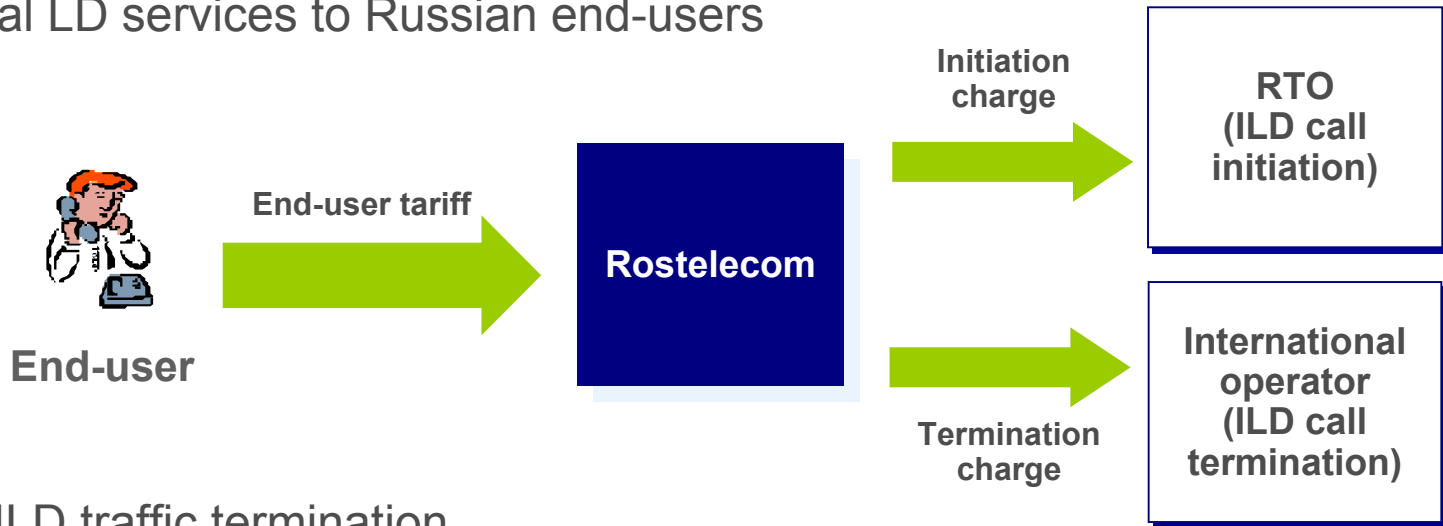 LD services to Russian end-users
Initiation
charge
RTO
(ILD call
initiation)
End-user tariff
Rostelecom
End-user
International
operator
(ILD call
termination)
Termination
charge
ILD traffic termination